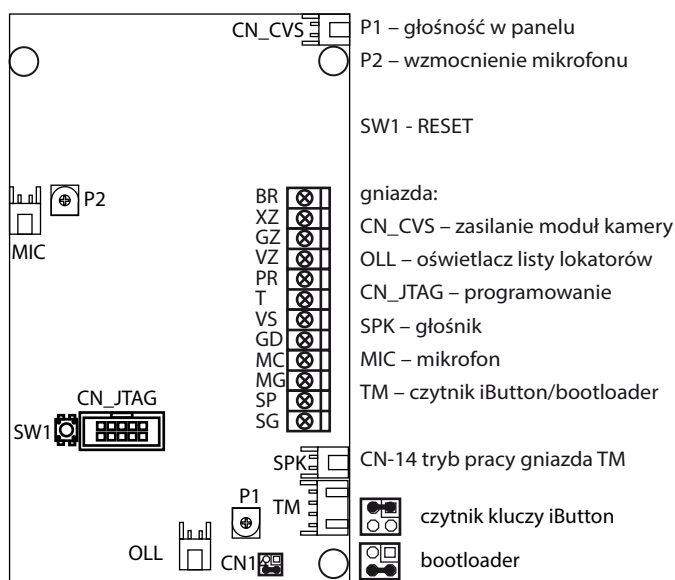 CN_CVS
P1 – głośność w panelu
P2 – wzmocnienie mikrofonu
SW1 - RESET
P2
MIC
BR
XZ
GZ
VZ
PR
T
VS
GD
MC
MG
SP
SG
gniazda:
CN_CVS – zasilanie moduł kamery
OLL – oświetlacz listy lokatorów
CN_JTAG – programowanie
SPK – głośnik
MIC – mikrofon
TM – czytnik iButton/bootloader
CN_JTAG
SW1
SPK
CN-14 tryb pracy gniazda TM
P1
TM
czytnik kluczy iButton
OLL
CN1
bootloader